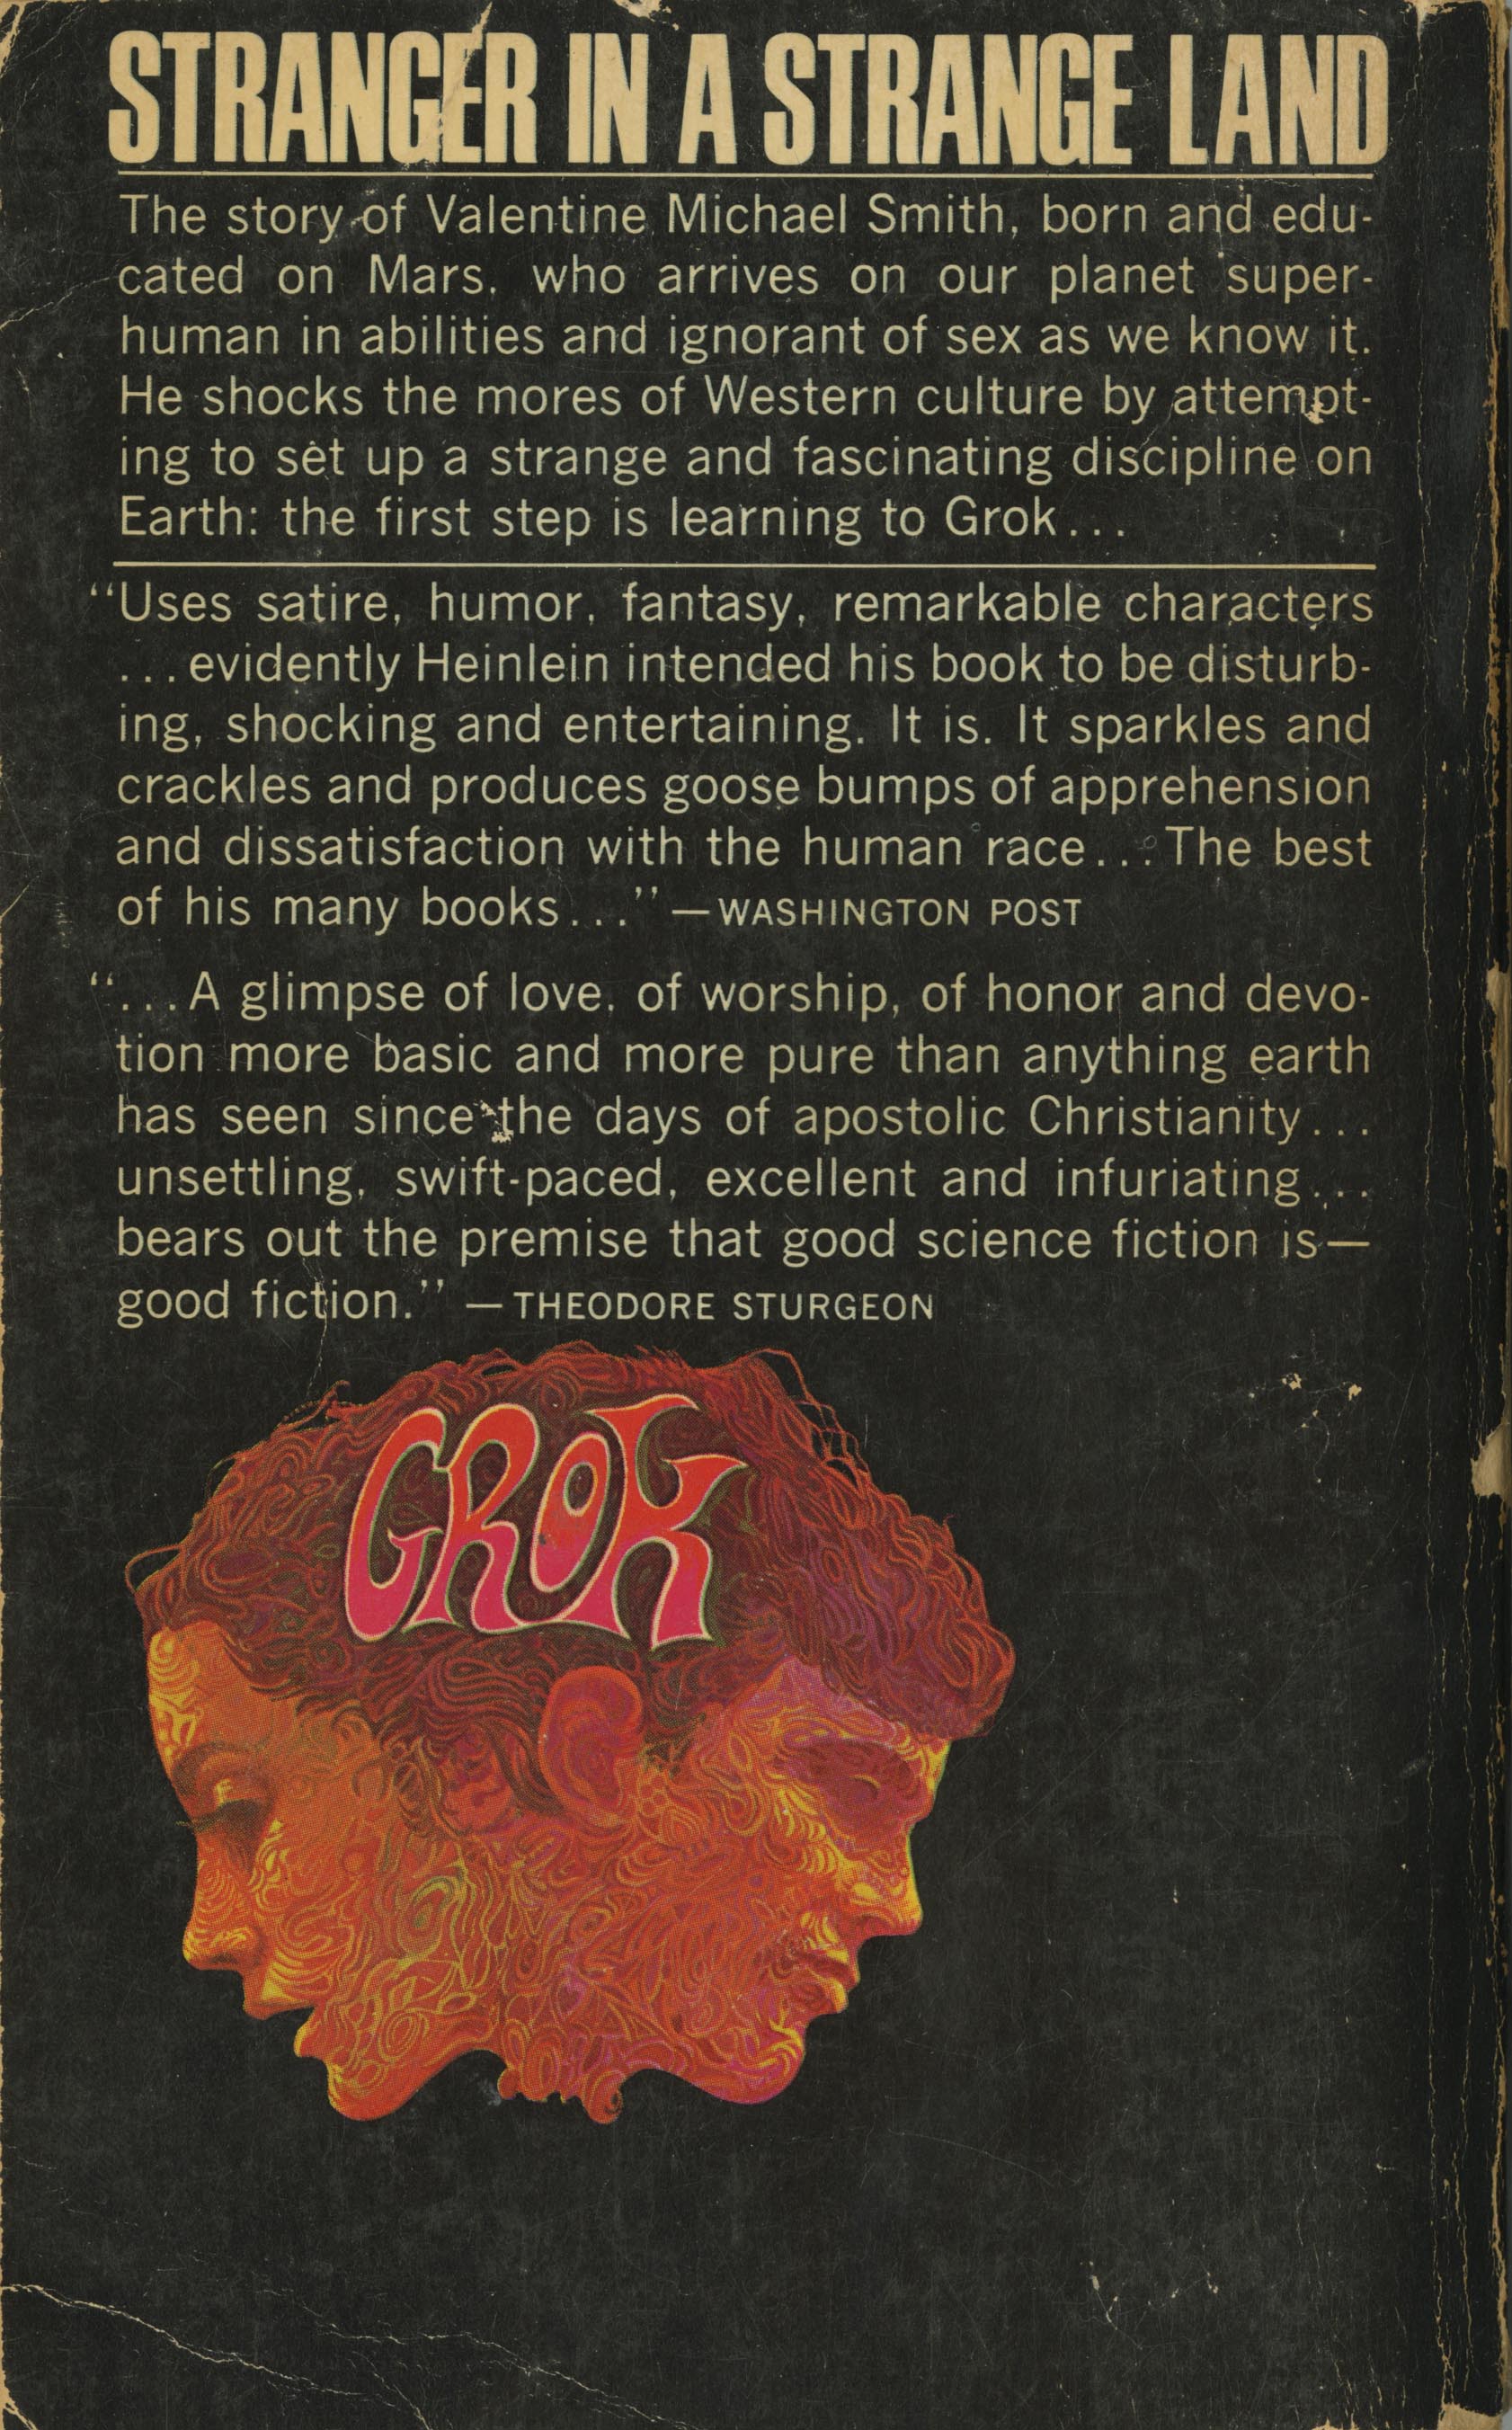 STRANGER IN A STRANGE LAND
The story of Valentine Michael Smith, born and edu-
cated on Mars, who arrives on our planet super-
human in abilities and ignorant of sex as we know it.
He shocks the mores of Western culture by attempt-
ing to set up a strange and fascinating discipline on
Earth: the first step is learning to Grok...
“Uses satire, humor, fantasy, remarkable characters
...evidently Heinlein intended his book to be disturb-
ing, shocking and entertaining. It is. It sparkles and
crackles and produces goose bumps of apprehension
and dissatisfaction with the human race...The best
of his many books...” —WASHINGTON POST
“...A glimpse of love, of worship, of honor and devo-
tion more basic and more pure than anything earth
has seen since the days of apostolic Christianity...
unsettling, swift-paced, excellent and infuriating...
bears out the premise that good science fiction is—
good fiction.” —THEODORE STURGEON
GROK